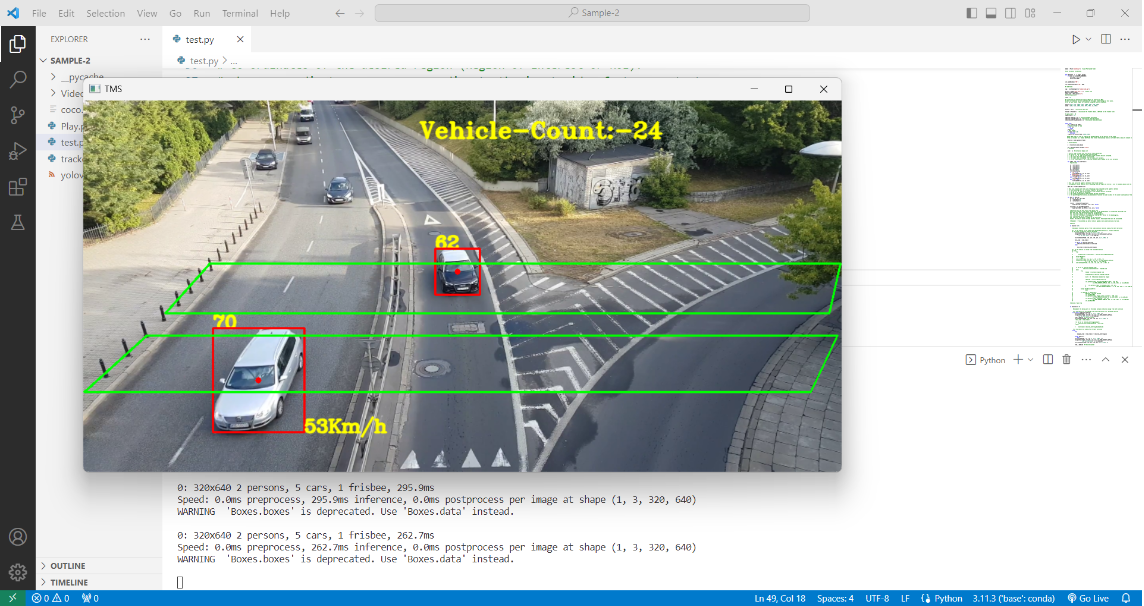 File Edit Selection View Go Run Terminal Help
Sample-2
EXPLORER
test.py
SAMPLE-2
test.py > ...
__pycache
Video
coco.
Play.p
test.p
track
yolov
TMS
Vehicle-Count:-24
62
70
53Km/h
Python
0: 320x640 2 persons, 5 cars, 1 frisbee, 295.9ms
Speed: 0.0ms preprocess, 295.9ms inference, 0.0ms postprocess per image at shape (1, 3, 320, 640)
WARNING 'Boxes.boxes' is deprecated. Use 'Boxes.data' instead.
0: 320x640 2 persons, 5 cars, 1 frisbee, 262.7ms
Speed: 0.0ms preprocess, 262.7ms inference, 0.0ms postprocess per image at shape (1, 3, 320, 640)
WARNING 'Boxes.boxes' is deprecated. Use 'Boxes.data' instead.
OUTLINE
TIMELINE
0 0 0 Ln 49, Col 18 Spaces: 4 UTF-8 LF Python 3.11.3 ('base': conda) Go Live